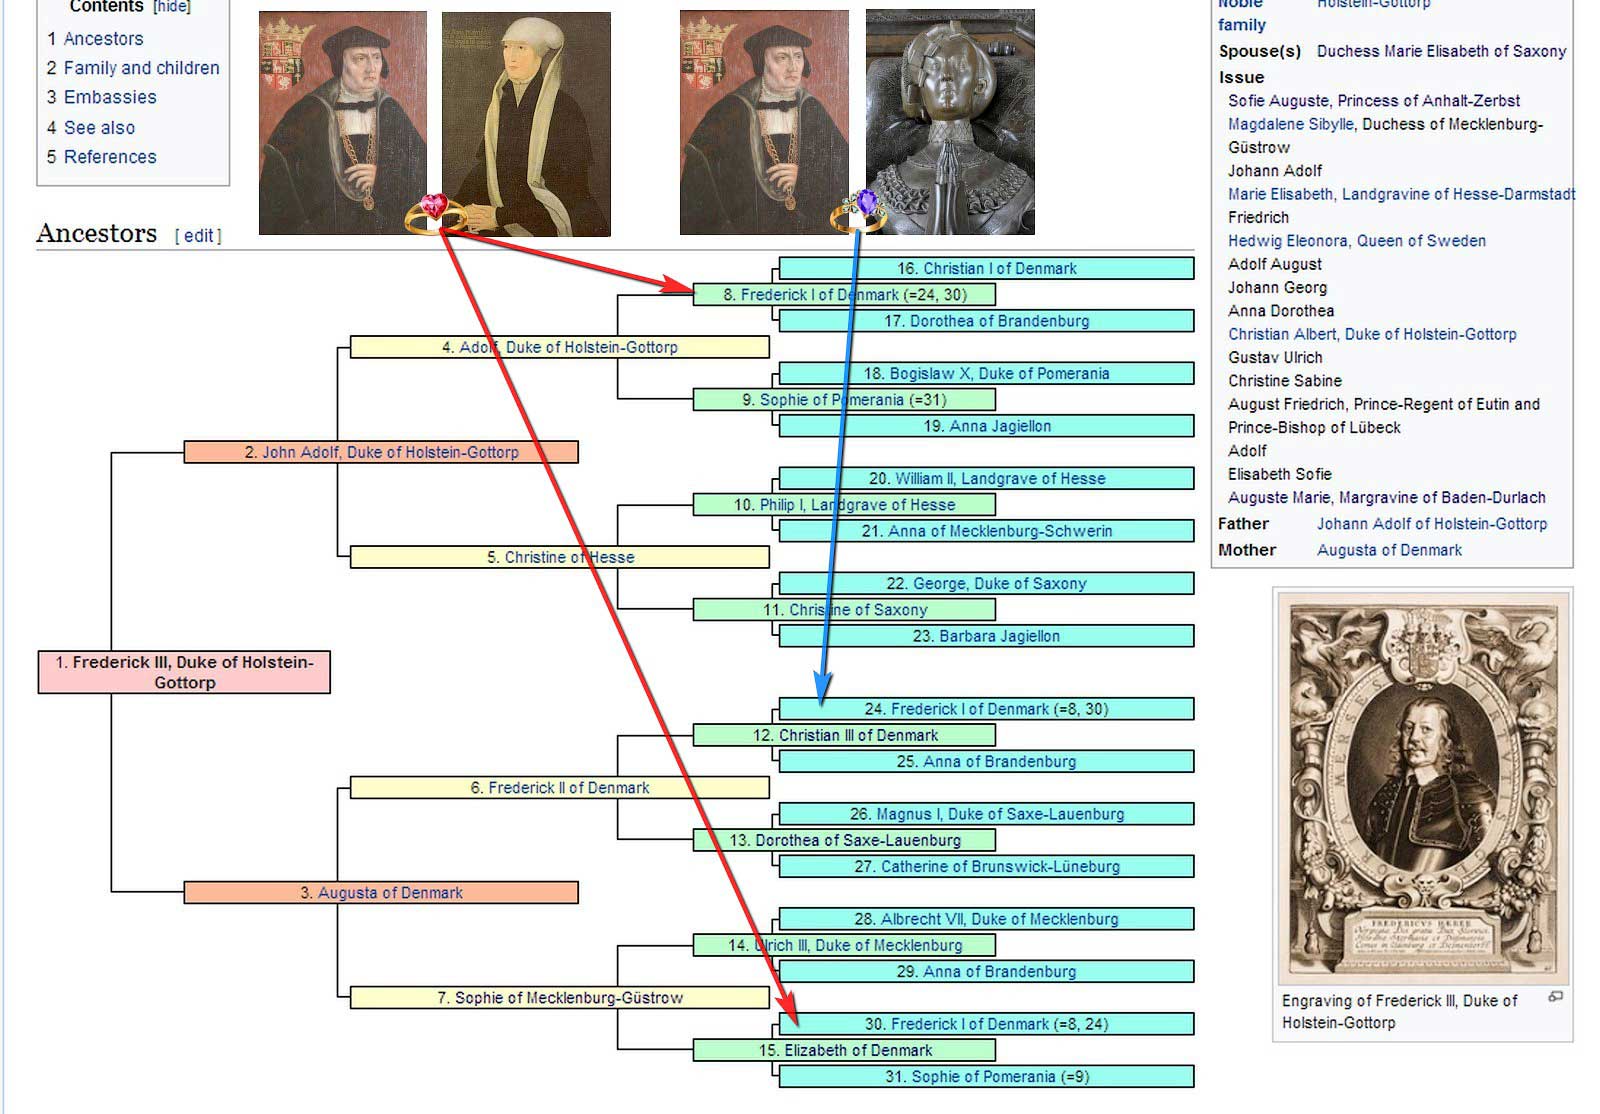 Contents [hide]
1 Ancestors
2 Family and children
3 Embassies
4 See also
5 References
Ancestors [ edit ]
16. Christian I of Denmark
8. Frederick I of Denmark (=24, 30)
17. Dorothea of Brandenburg
4. Adolf, Duke of Holstein-Gottorp
18. Bogislaw X, Duke of Pomerania
9. Sophie of Pomerania (=31)
19. Anna Jagiellon
2. John Adolf, Duke of Holstein-Gottorp
20. William II, Landgrave of Hesse
10. Philip I, Landgrave of Hesse
21. Anna of Mecklenburg-Schwerin
5. Christine of Hesse
22. George, Duke of Saxony
11. Christine of Saxony
23. Barbara Jagiellon
1. Frederick III, Duke of Holstein-
Gottorp
24. Frederick I of Denmark (=8, 30)
12. Christian III of Denmark
25. Anna of Brandenburg
6. Frederick II of Denmark
26. Magnus I, Duke of Saxe-Lauenburg
13. Dorothea of Saxe-Lauenburg
27. Catherine of Brunswick-Lüneburg
3. Augusta of Denmark
28. Albrecht VII, Duke of Mecklenburg
14. Ulrich III, Duke of Mecklenburg
29. Anna of Brandenburg
7. Sophie of Mecklenburg-Güstrow
30. Frederick I of Denmark (=8, 24)
15. Elizabeth of Denmark
31. Sophie of Pomerania (=9)
Noble Holstein-Gottorp
family
Spouse(s) Duchess Marie Elisabeth of Saxony
Issue
Sofie Auguste, Princess of Anhalt-Zerbst
Magdalene Sibylle, Duchess of Mecklenburg-
Güstrow
Johann Adolf
Marie Elisabeth, Landgravine of Hesse-Darmstadt
Friedrich
Hedwig Eleonora, Queen of Sweden
Adolf August
Johann Georg
Anna Dorothea
Christian Albert, Duke of Holstein-Gottorp
Gustav Ulrich
Christine Sabine
August Friedrich, Prince-Regent of Eutin and
Prince-Bishop of Lübeck
Adolf
Elisabeth Sofie
Auguste Marie, Margravine of Baden-Durlach
Father Johann Adolf of Holstein-Gottorp
Mother Augusta of Denmark
Engraving of Frederick III, Duke of
Holstein-Gottorp